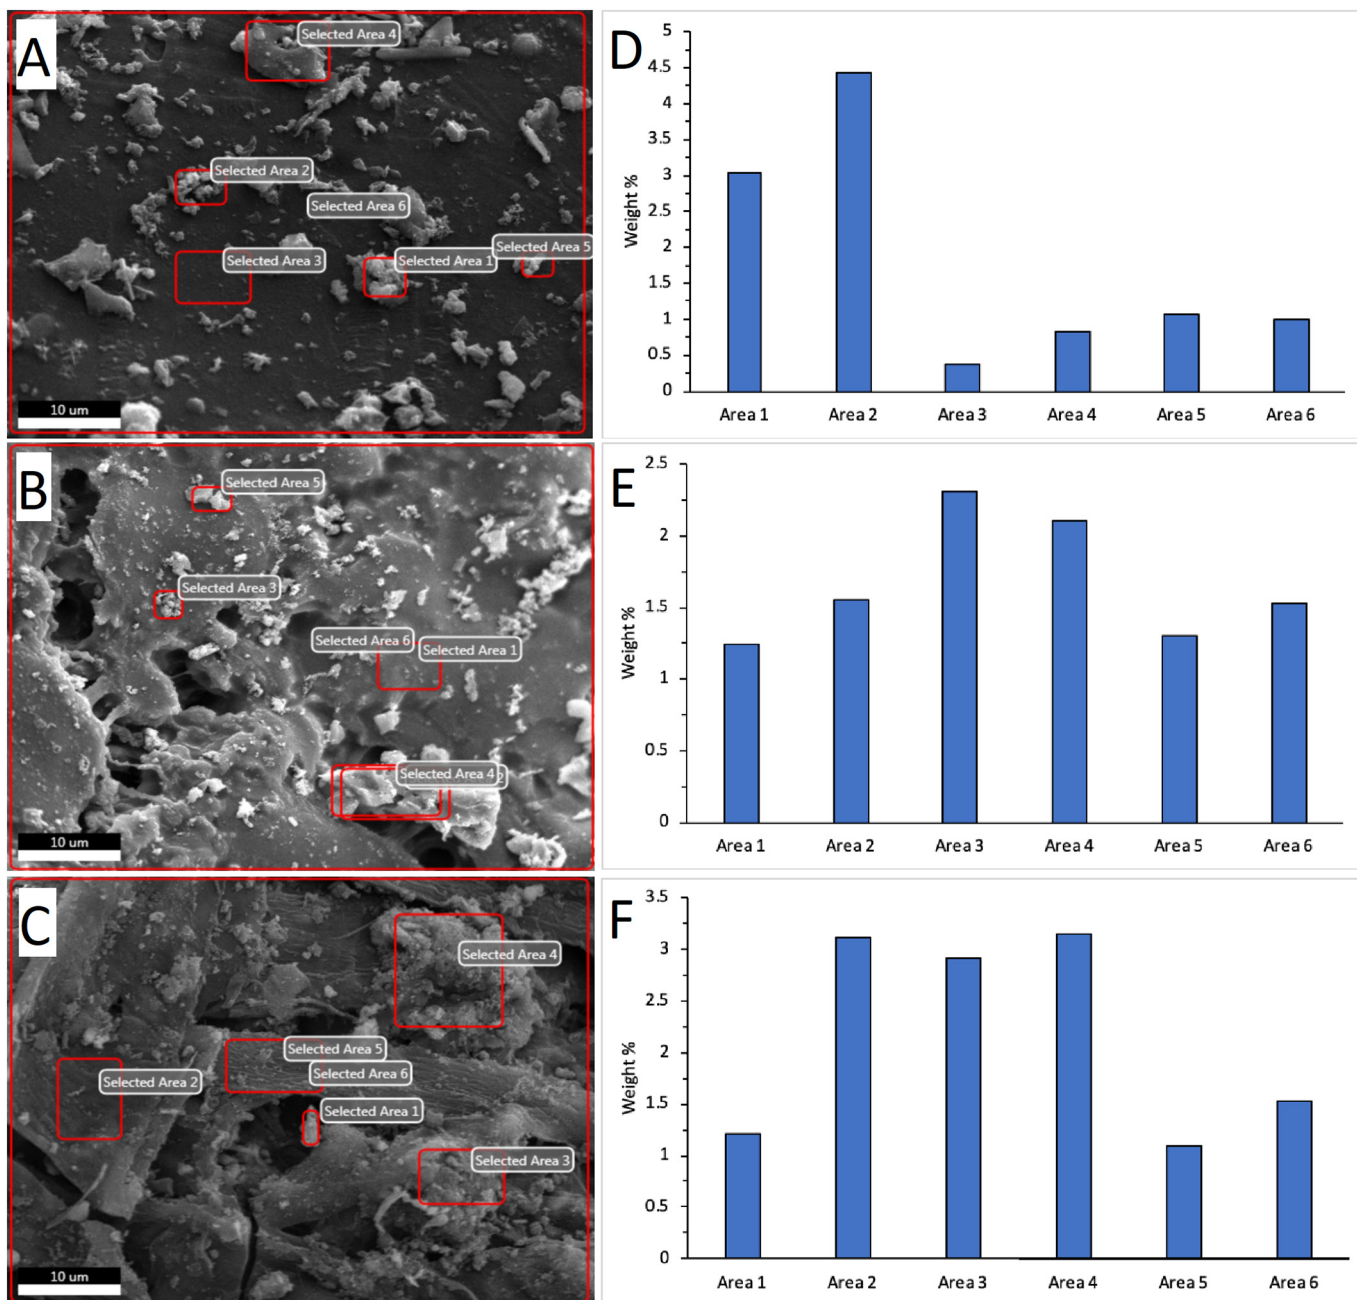 A
Selected Area 4
Selected Area 2
Selected Area 6
Selected Area 5
Selected Area 3
Selected Area 1
10 um
D
Weight %
5
4.5
4
3.5
3
2.5
2
1.5
1
0.5
0
Area 1 Area 2 Area 3 Area 4 Area 5 Area 6
B
Selected Area 5
Selected Area 3
Selected Area 6
Selected Area 1
Selected Area 4
2
10 um
E
Weight %
2.5
2
1.5
1
0.5
0
Area 1 Area 2 Area 3 Area 4 Area 5 Area 6
C
Selected Area 4
Selected Area 5
Selected Area 6
Selected Area 2
Selected Area 1
Selected Area 3
10 um
F
Weight %
3.5
3
2.5
2
1.5
1
0.5
0
Area 1 Area 2 Area 3 Area 4 Area 5 Area 6